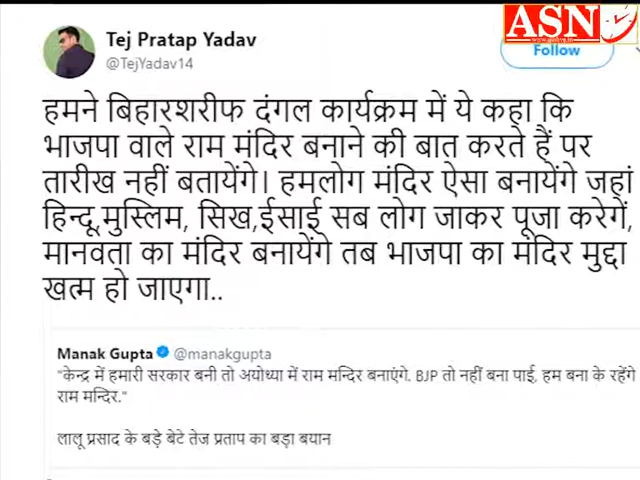 ASN
Tej Pratap Yadav
@TejYadav14
Follow
हमने बिहारशरीफ दंगल कार्यक्रम में ये कहा कि
भाजपा वाले राम मंदिर बनाने की बात करते हैं पर
तारीख नहीं बतायेंगे। हमलोग मंदिर ऐसा बनायेंगे जहां
हिन्दू,मुस्लिम, सिख,ईसाई सब लोग जाकर पूजा करेगें,
मानवता का मंदिर बनायेंगे तब भाजपा का मंदिर मुद्दा
खत्म हो जाएगा..
Manak Gupta @manakgupta
"केन्द्र में हमारी सरकार बनी तो अयोध्या में राम मन्दिर बनाएंगे. BJP तो नहीं बना पाई, हम बना के रहेंगे
राम मन्दिर."
लालू प्रसाद के बड़े बेटे तेज प्रताप का बड़ा बयान